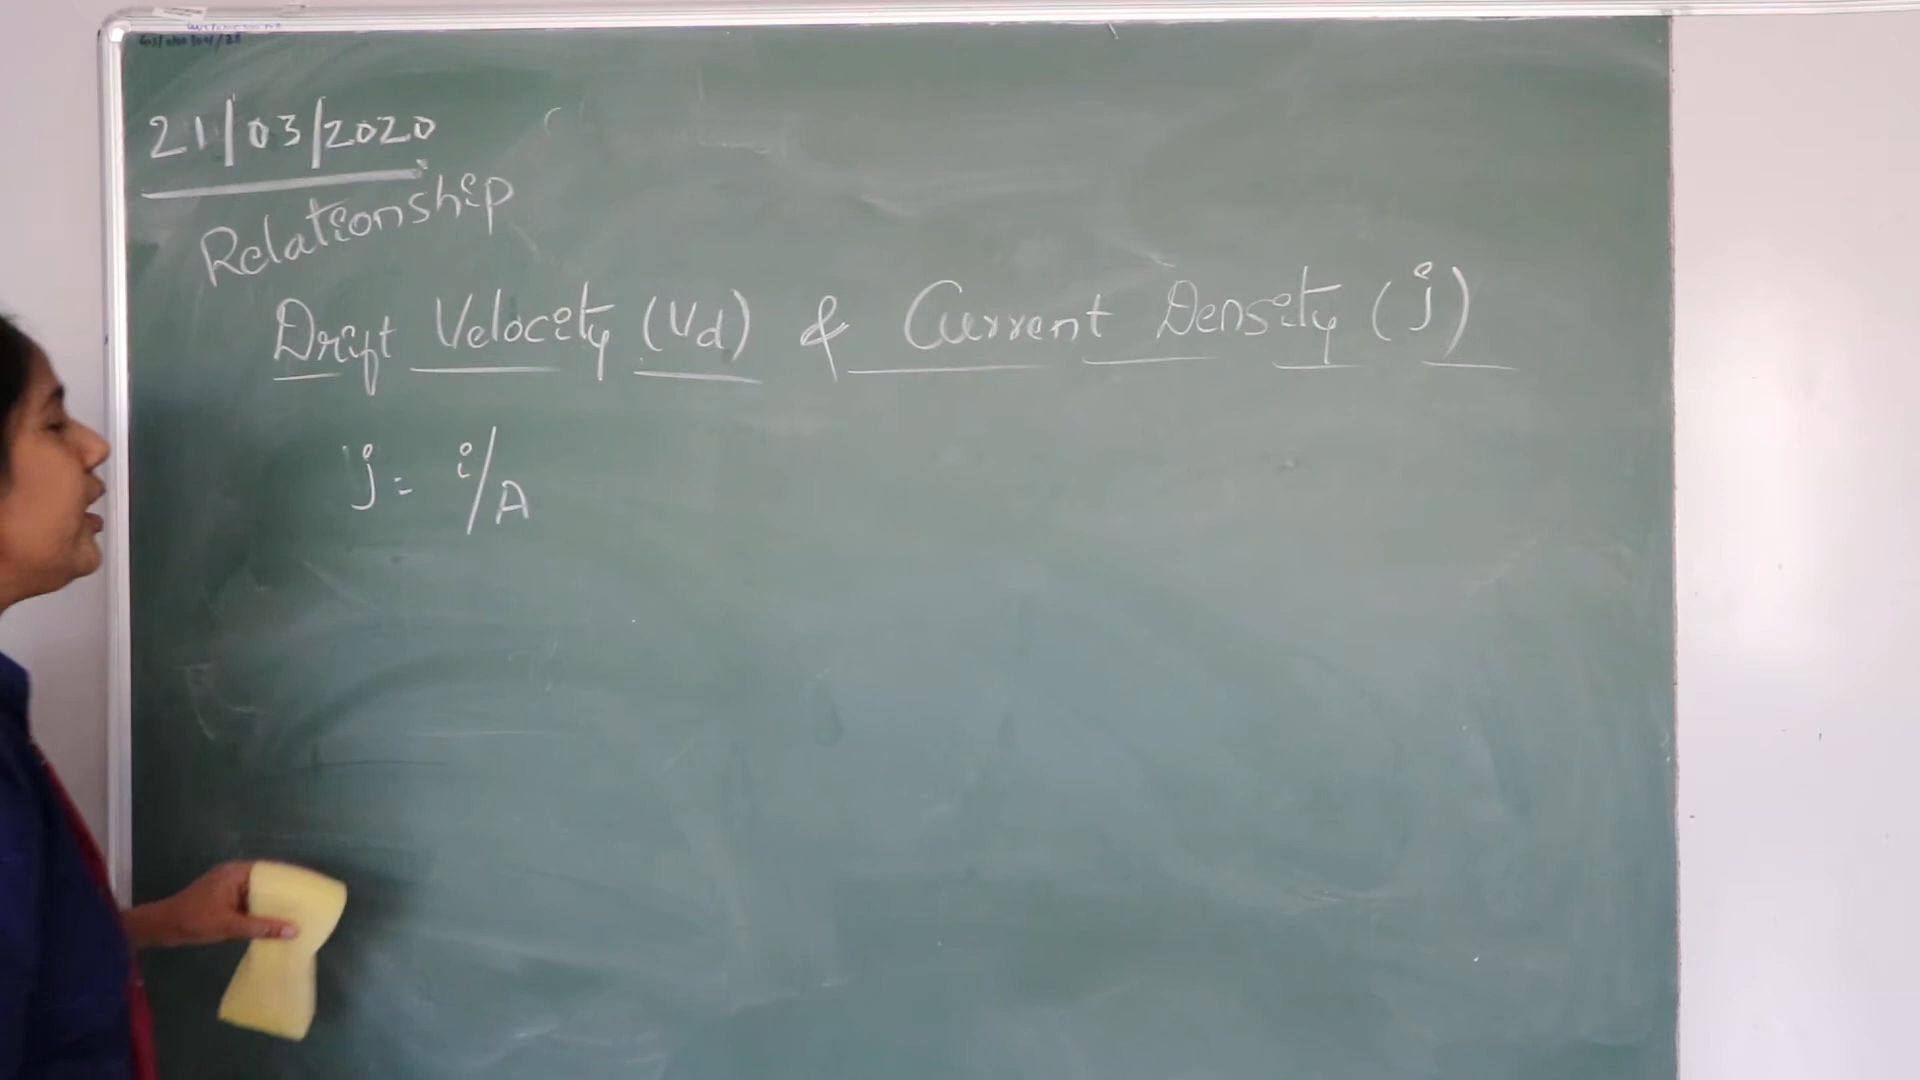 21/03/2020
Relationship
Drift Velocity (Vd) & Current Density (j)
j = i/A